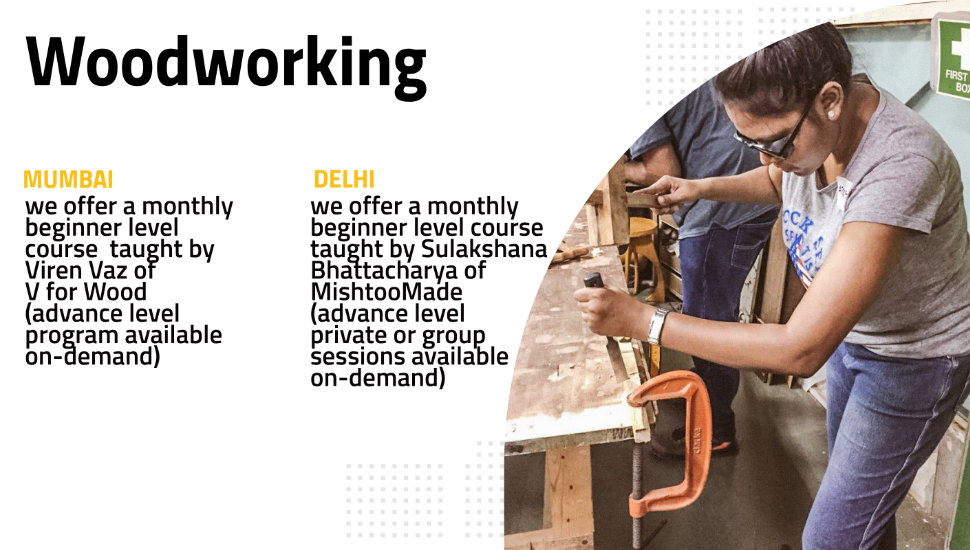 Woodworking
MUMBAI
we offer a monthly
beginner level
course taught by
Viren Vaz of
V for Wood
(advance level
program available
on-demand)
DELHI
we offer a monthly
beginner level course
taught by Sulakshana
Bhattacharya of
MishtooMade
(advance level
private or group
sessions available
on-demand)
FIRST
BOX